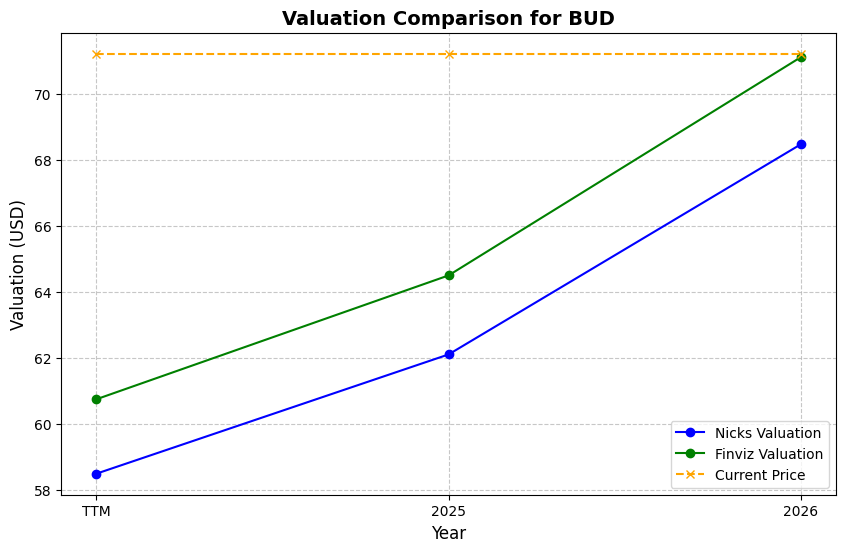 Valuation Comparison for BUD
Valuation (USD)
70
68
66
64
62
60
58
TTM
2025
2026
Year
Nicks Valuation
Finviz Valuation
Current Price